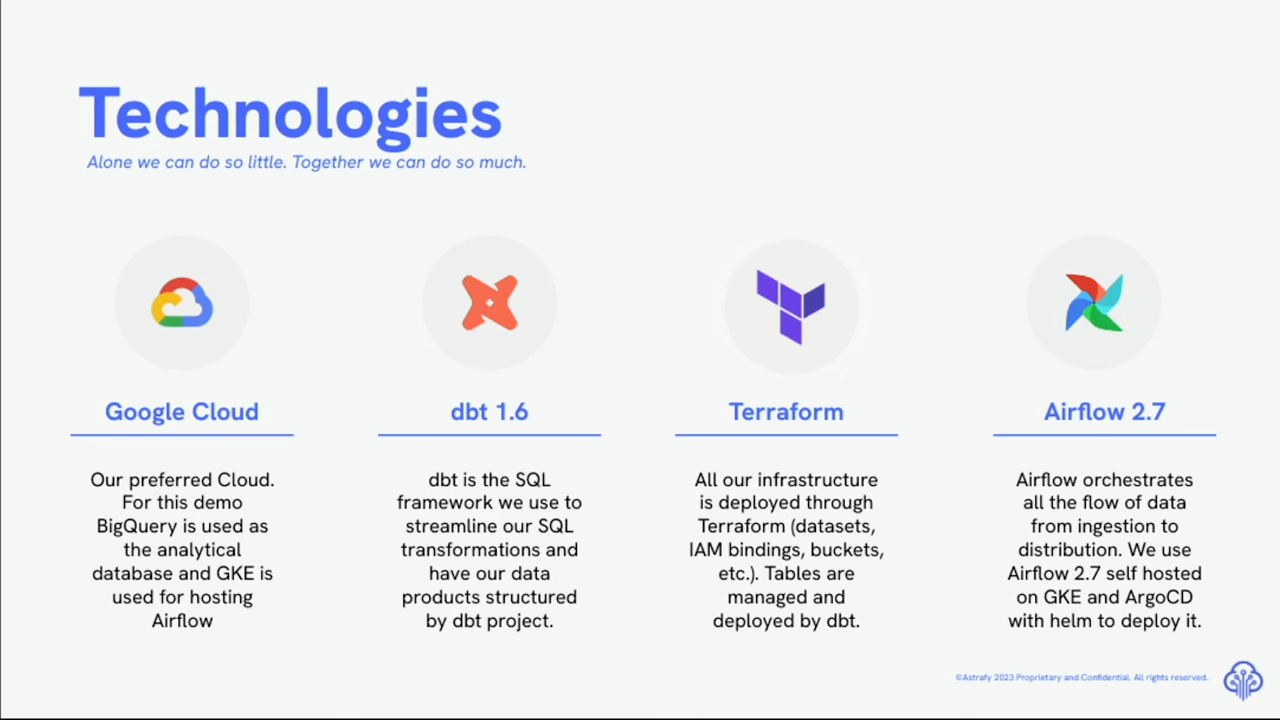 Technologies
Alone we can do so little. Together we can do so much.
Google Cloud
Our preferred Cloud.
For this demo
BigQuery is used as
the analytical
database and GKE is
used for hosting
Airflow
dbt 1.6
dbt is the SQL
framework we use to
streamline our SQL
transformations and
have our data
products structured
by dbt project.
Terraform
All our infrastructure
is deployed through
Terraform (datasets,
IAM bindings, buckets,
etc.). Tables are
managed and
deployed by dbt.
Airflow 2.7
Airflow orchestrates
all the flow of data
from ingestion to
distribution. We use
Airflow 2.7 self hosted
on GKE and ArgoCD
with helm to deploy it.
©Astrafy 2023 Proprietary and Confidential. All rights reserved.